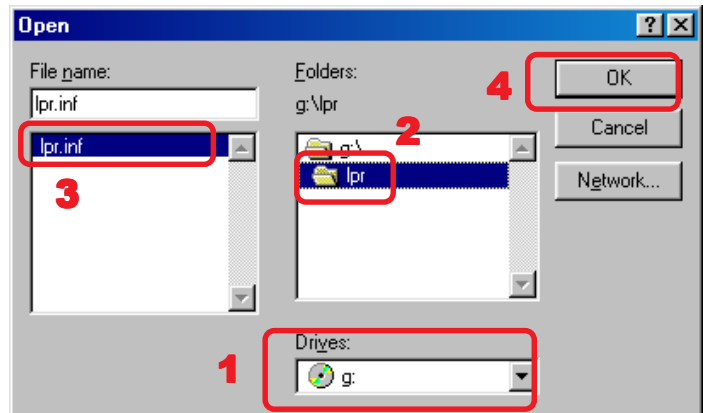 Open
File name:
lpr.inf
lpr.inf
3
Folders:
g:\lpr
2
g:\
lpr
1
Drives:
g:
4
OK
Cancel
Network...